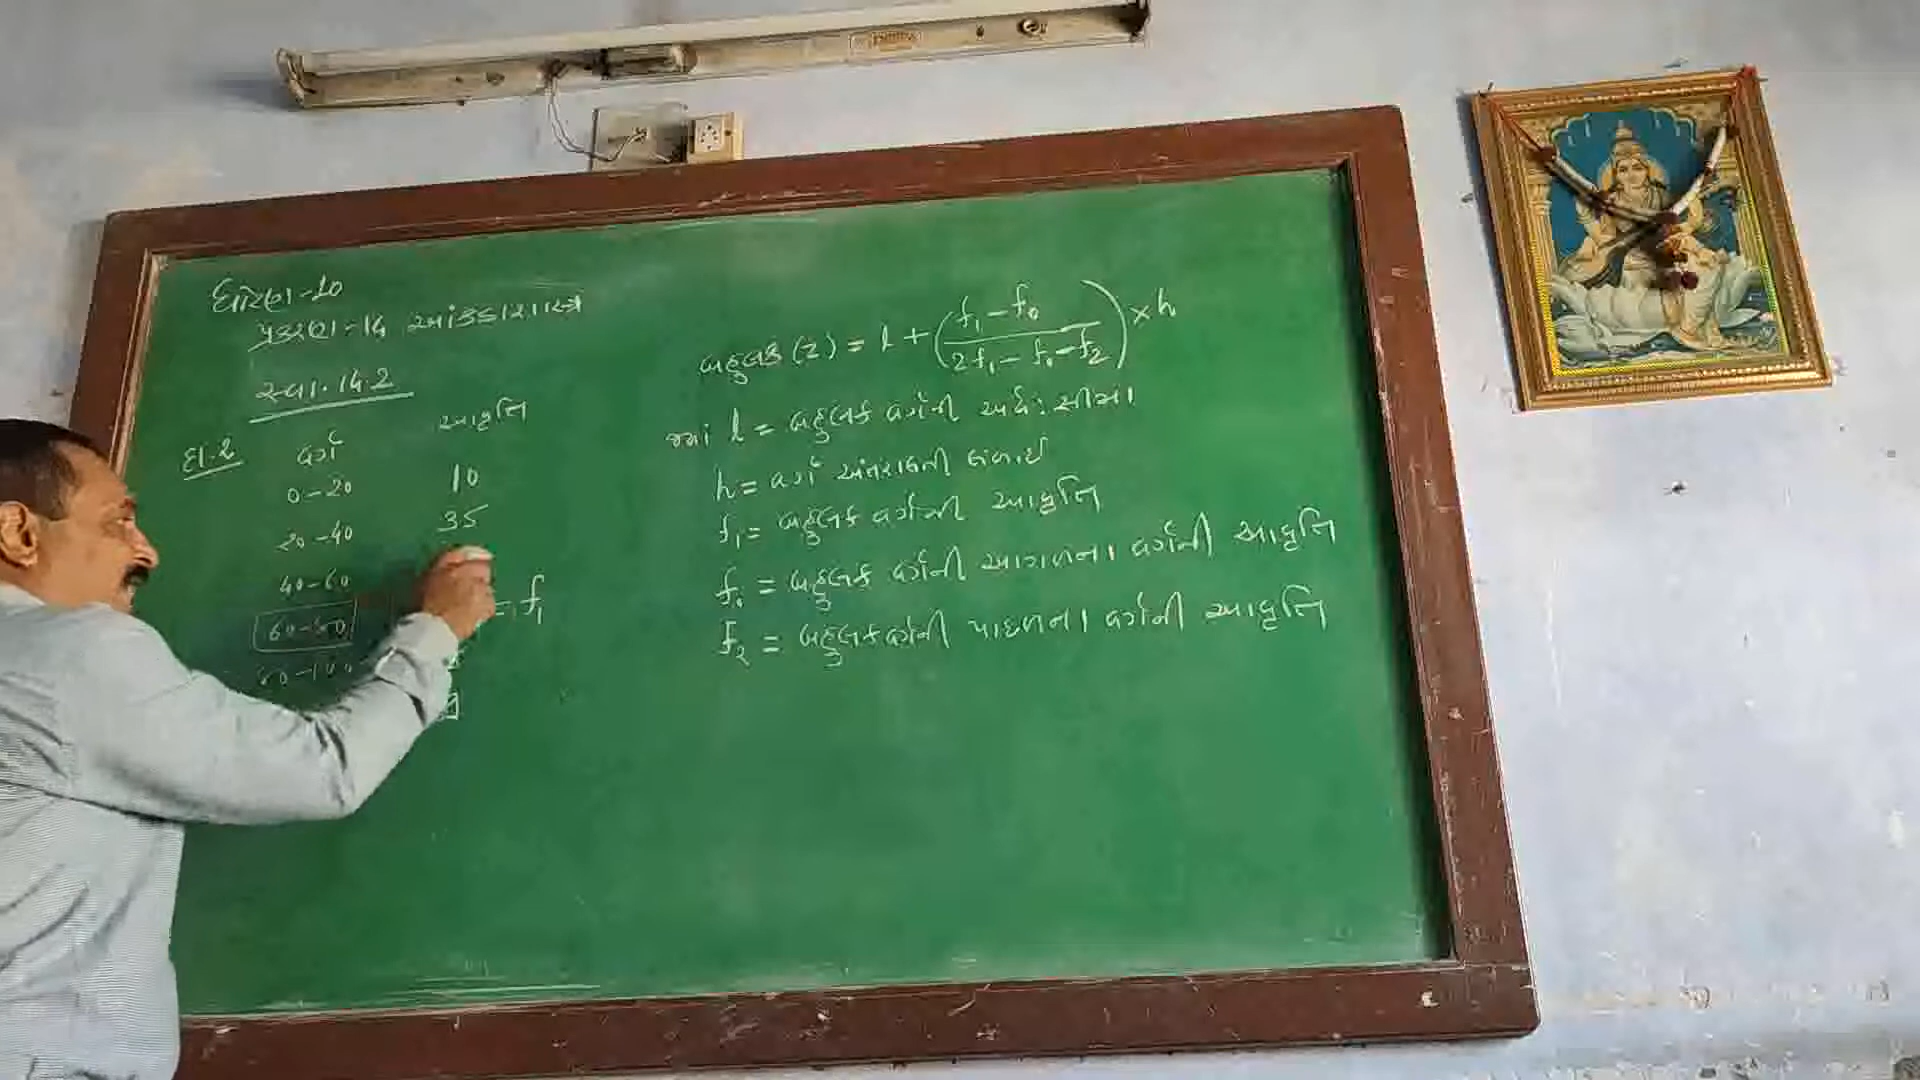 ધોરણ-10
પ્રકરણ-14 આંકડાશાસ્ત્ર
સ્વા. 14.2
દા.2 વર્ગ આવૃત્તિ
0-20 10
20-40 35
40-60
60-80 = f₁
80-100
બહુલક (Z) = l + (f₁ - f₀ / 2f₁ - f₀ - f₂) × h
જ્યાં l = બહુલક વર્ગની અધઃસીમા
h = વર્ગ અંતરાલની લંબાઈ
f₁ = બહુલક વર્ગની આવૃત્તિ
f₀ = બહુલક વર્ગની આગળના વર્ગની આવૃત્તિ
f₂ = બહુલક વર્ગની પાછળના વર્ગની આવૃત્તિ